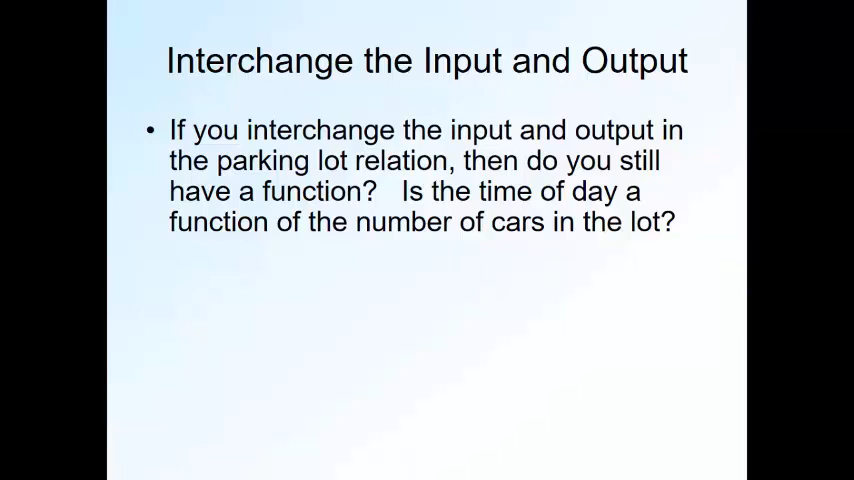 Interchange the Input and Output
• If you interchange the input and output in
the parking lot relation, then do you still
have a function? Is the time of day a
function of the number of cars in the lot?